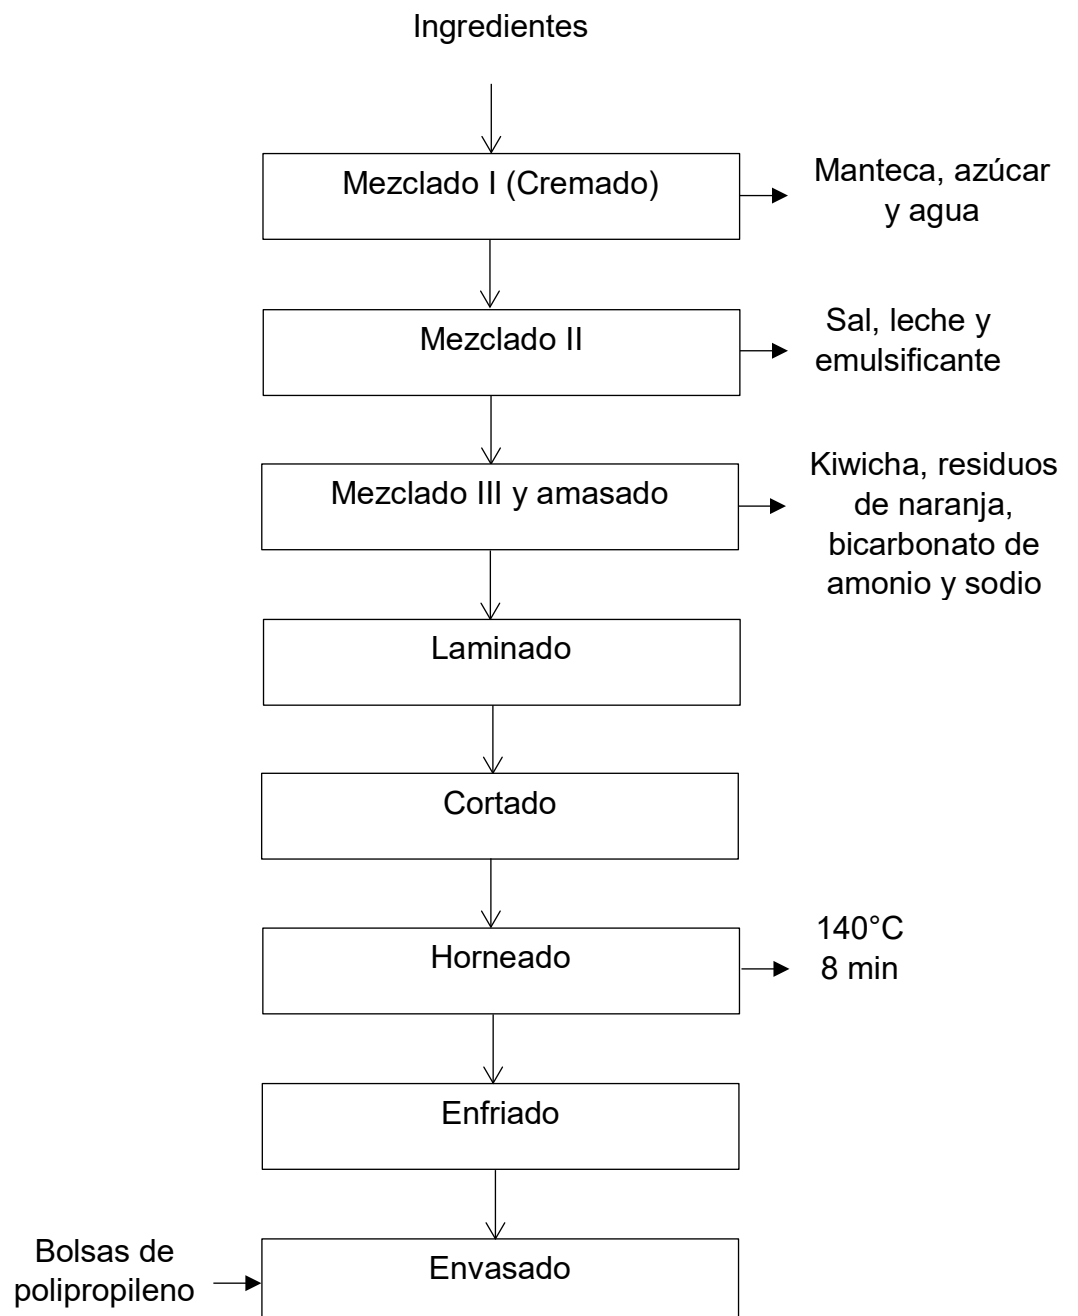 Ingredientes
Mezclado I (Cremado)
Manteca, azúcar
y agua
Mezclado II
Sal, leche y
emulsificante
Mezclado III y amasado
Kiwicha, residuos
de naranja,
bicarbonato de
amonio y sodio
Laminado
Cortado
Horneado
140°C
8 min
Enfriado
Bolsas de
polipropileno
Envasado